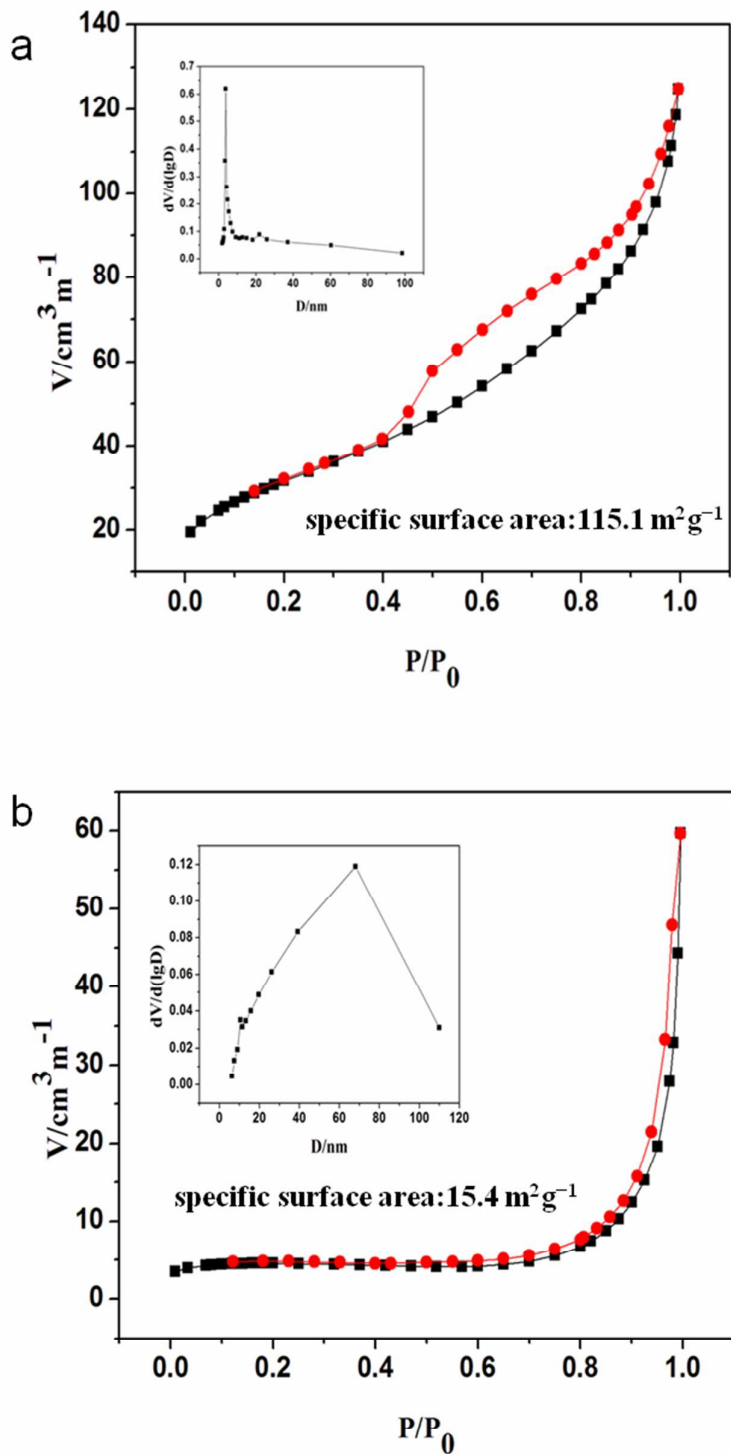 a
140
120
100
80
60
40
20
V/cm³m⁻¹
0.7
0.6
0.5
0.4
0.3
0.2
0.1
0.0
dV/d(lgD)
0 20 40 60 80 100
D/nm
specific surface area:115.1 m²g⁻¹
0.0 0.2 0.4 0.6 0.8 1.0
P/P₀
b
60
50
40
30
20
10
0
V/cm³m⁻¹
0.12
0.10
0.08
0.06
0.04
0.02
0.00
dV/d(lgD)
0 20 40 60 80 100 120
D/nm
specific surface area:15.4 m²g⁻¹
0.0 0.2 0.4 0.6 0.8 1.0
P/P₀